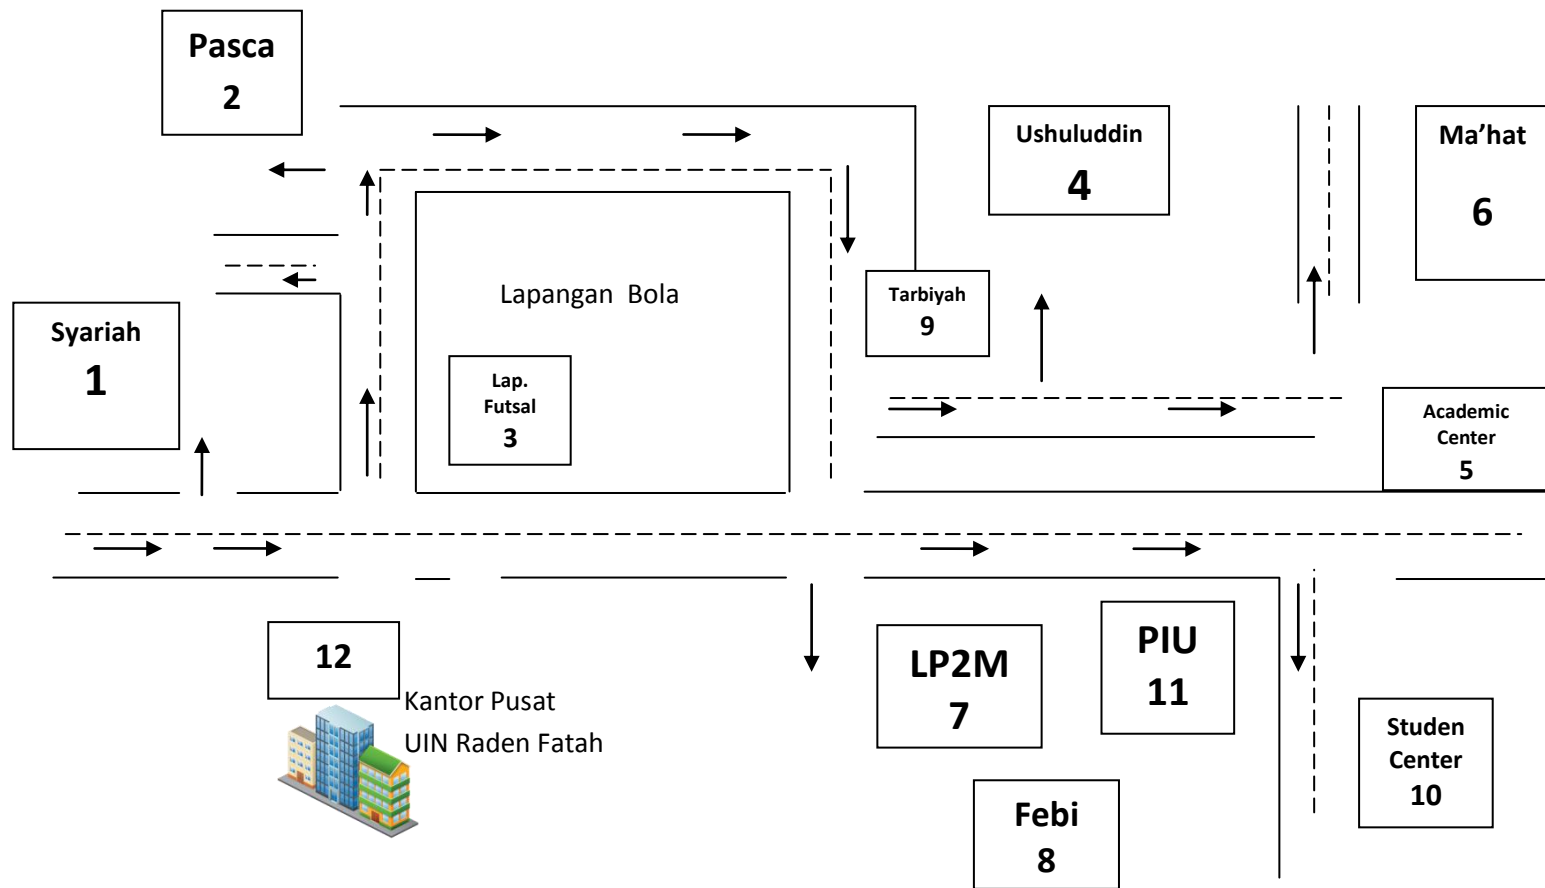 Pasca
2
Ushuluddin
4
Ma’hat
6
Syariah
1
Lapangan Bola
Tarbiyah
9
Lap.
Futsal
3
Academic
Center
5
12
Kantor Pusat
UIN Raden Fatah
LP2M
7
PIU
11
Studen
Center
10
Febi
8